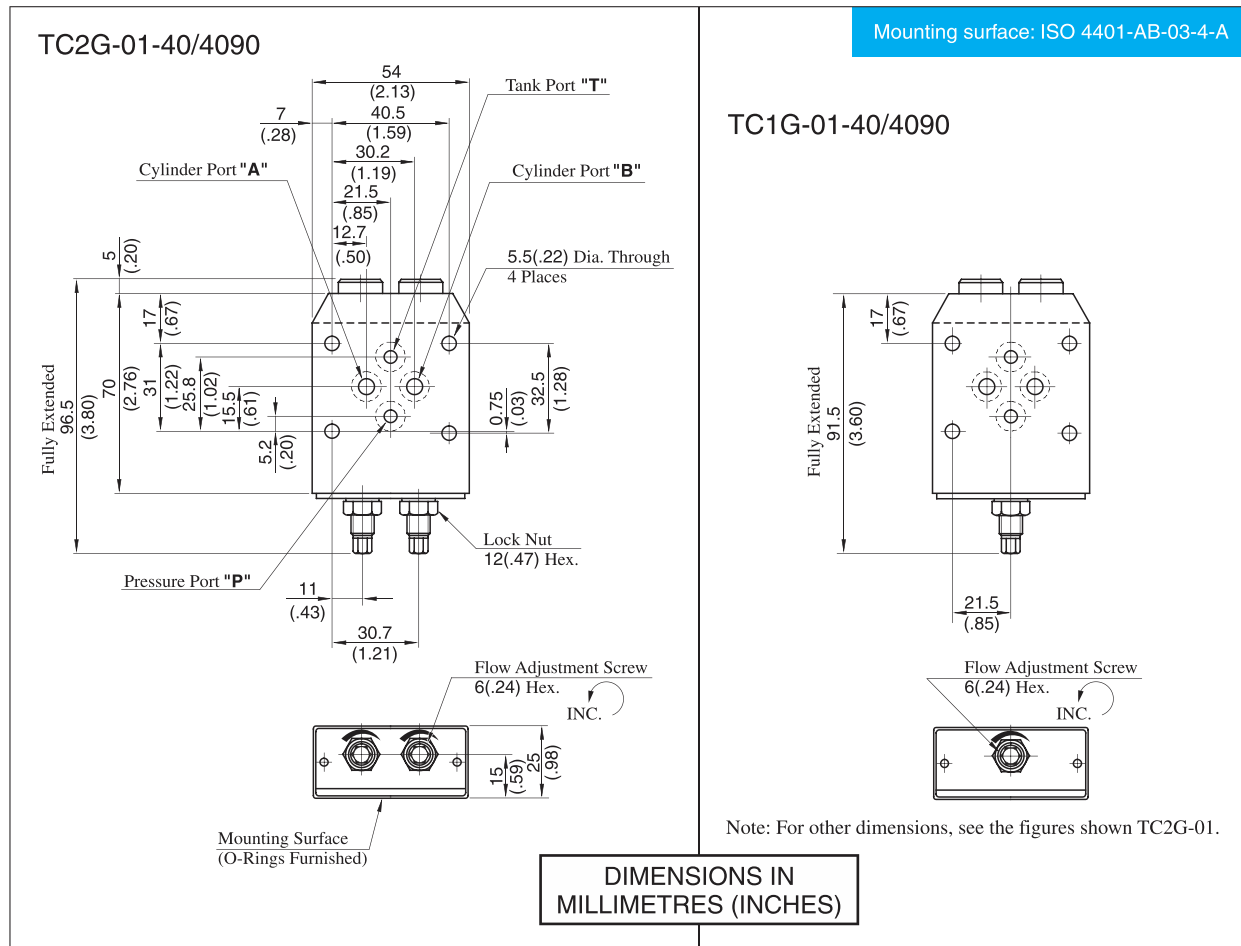 TC2G-01-40/4090
54
(2.13)
Tank Port "T"
7
(.28)
40.5
(1.59)
30.2
(1.19)
Cylinder Port "A"
Cylinder Port "B"
21.5
(.85)
12.7
(.50)
5
(.20)
5.5(.22) Dia. Through
4 Places
17
(.67)
Fully Extended
96.5
(3.80)
70
(2.76)
31
(1.22)
25.8
(1.02)
15.5
(.61)
5.2
(.20)
0.75
(.03)
32.5
(1.28)
Lock Nut
12(.47) Hex.
Pressure Port "P"
11
(.43)
30.7
(1.21)
Flow Adjustment Screw
6(.24) Hex.
INC.
15
(.59)
25
(.98)
Mounting Surface
(O-Rings Furnished)
Mounting surface: ISO 4401-AB-03-4-A
TC1G-01-40/4090
17
(.67)
Fully Extended
91.5
(3.60)
21.5
(.85)
Flow Adjustment Screw
6(.24) Hex.
INC.
Note: For other dimensions, see the figures shown TC2G-01.
DIMENSIONS IN
MILLIMETRES (INCHES)